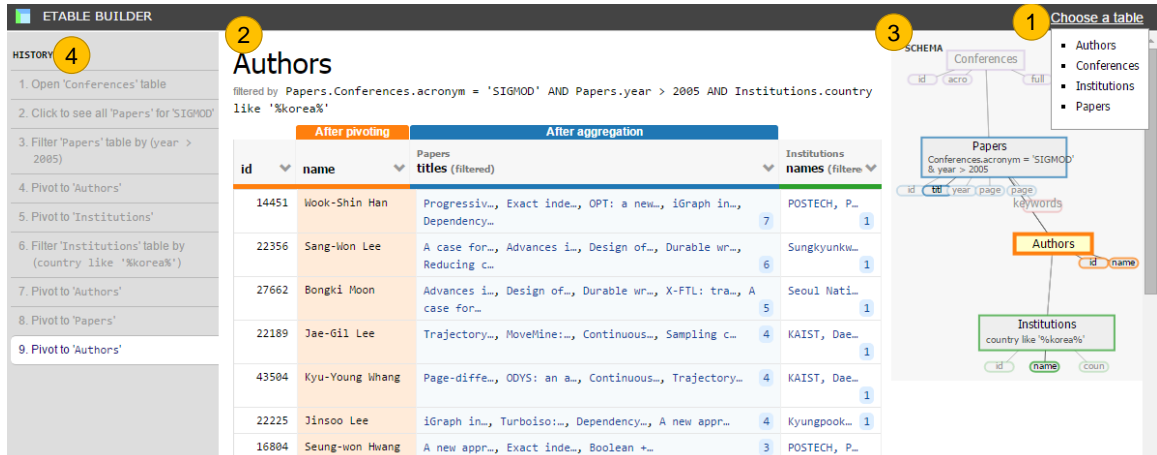 ETABLE BUILDER
1
Choose a table
Authors
Conferences
Institutions
Papers
HISTORY
4
1. Open 'Conferences' table
2. Click to see all 'Papers' for 'SIGMOD'
3. Filter 'Papers' table by (year >
2005)
4. Pivot to 'Authors'
5. Pivot to 'Institutions'
6. Filter 'Institutions' table by
(country like '%korea%')
7. Pivot to 'Authors'
8. Pivot to 'Papers'
9. Pivot to 'Authors'
2
Authors
filtered by Papers.Conferences.acronym = 'SIGMOD' AND Papers.year > 2005 AND Institutions.country
like '%korea%'
After pivoting
After aggregation
id
name
Papers
titles (filtered)
Institutions
names (filtere
14451 Wook-Shin Han Progressiv…, Exact inde…, OPT: a new…, iGraph in…, POSTECH, P…
Dependency… 7 1
22356 Sang-Won Lee A case for…, Advances i…, Design of…, Durable wr…, Sungkyunkw…
Reducing c… 6 1
27662 Bongki Moon Advances i…, Design of…, Durable wr…, X-FTL: tra…, A Seoul Nati…
case for… 5 1
22189 Jae-Gil Lee Trajectory…, MoveMine:…, Continuous…, Sampling c… 4 KAIST, Dae…
1
43504 Kyu-Young Whang Page-diffe…, ODYS: an a…, Continuous…, Trajectory… 4 KAIST, Dae…
1
22225 Jinsoo Lee iGraph in…, Turboiso:…, Dependency…, A new appr… 4 Kyungpook… 1
16804 Seung-won Hwang A new appr…, Exact inde…, Boolean +… 3 POSTECH, P…
3
SCHEMA
Conferences
id acro full
Papers
Conferences.acronym = 'SIGMOD'
& year > 2005
id titl year page page
keywords
Authors
id name
Institutions
country like '%korea%'
id name coun